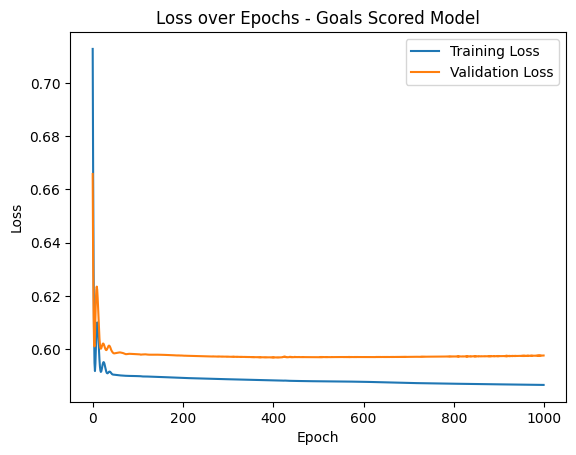 Loss over Epochs - Goals Scored Model
Training Loss
Validation Loss
0.70
0.68
0.66
0.64
0.62
0.60
Loss
0 200 400 600 800 1000
Epoch